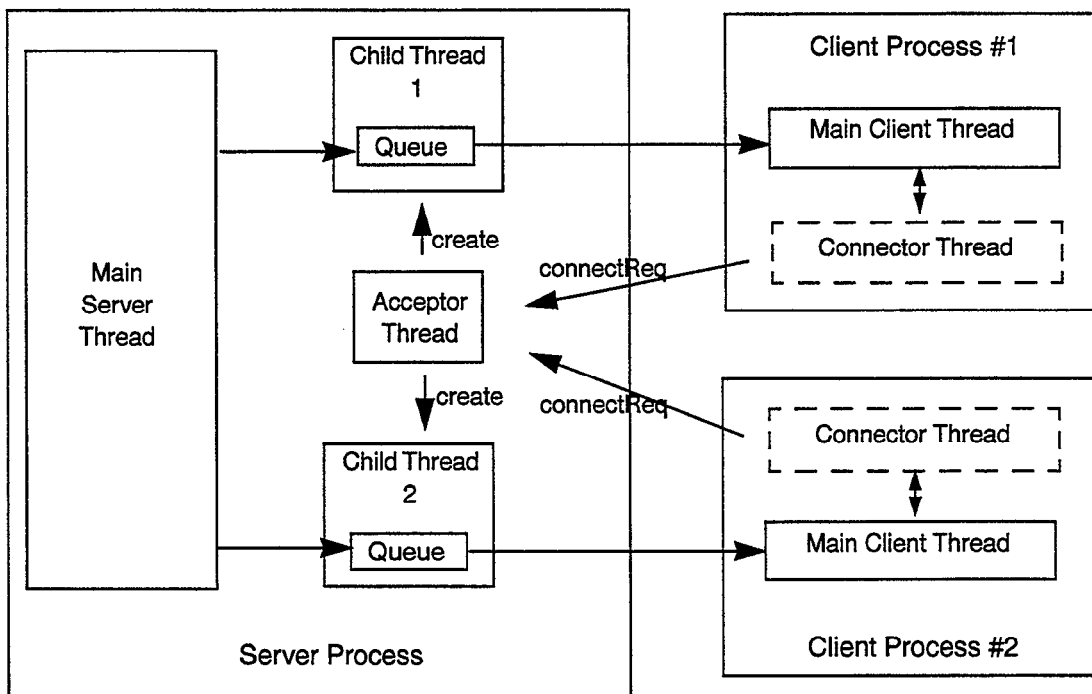 Child Thread
1
Queue
create
Main
Server
Thread
Acceptor
Thread
create
Child Thread
2
Queue
Server Process
connectReq
connectReq
Client Process #1
Main Client Thread
Connector Thread
Connector Thread
Main Client Thread
Client Process #2